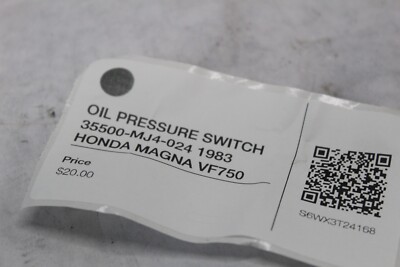 OIL PRESSURE SWITCH
35500-MJ4-024 1983
HONDA MAGNA VF750
Price
$20.00
S6WX3T24168